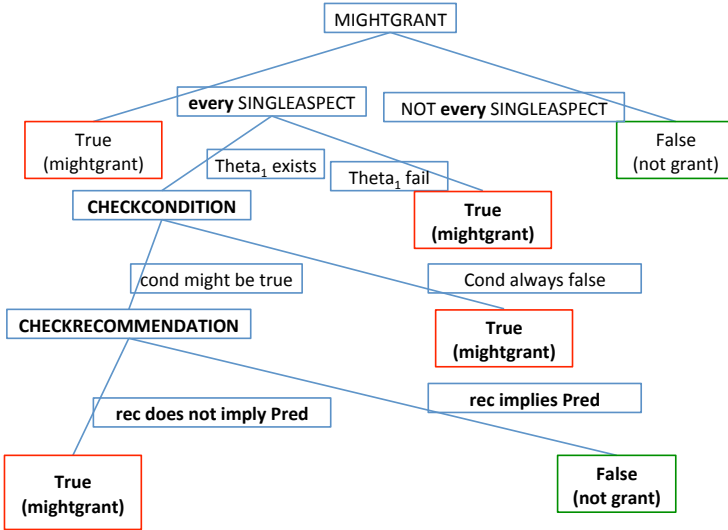 MIGHTGRANT
every SINGLEASPECT
NOT every SINGLEASPECT
True
(mightgrant)
False
(not grant)
Theta1 exists
Theta1 fail
CHECKCONDITION
True
(mightgrant)
cond might be true
Cond always false
CHECKRECOMMENDATION
True
(mightgrant)
rec does not imply Pred
rec implies Pred
True
(mightgrant)
False
(not grant)